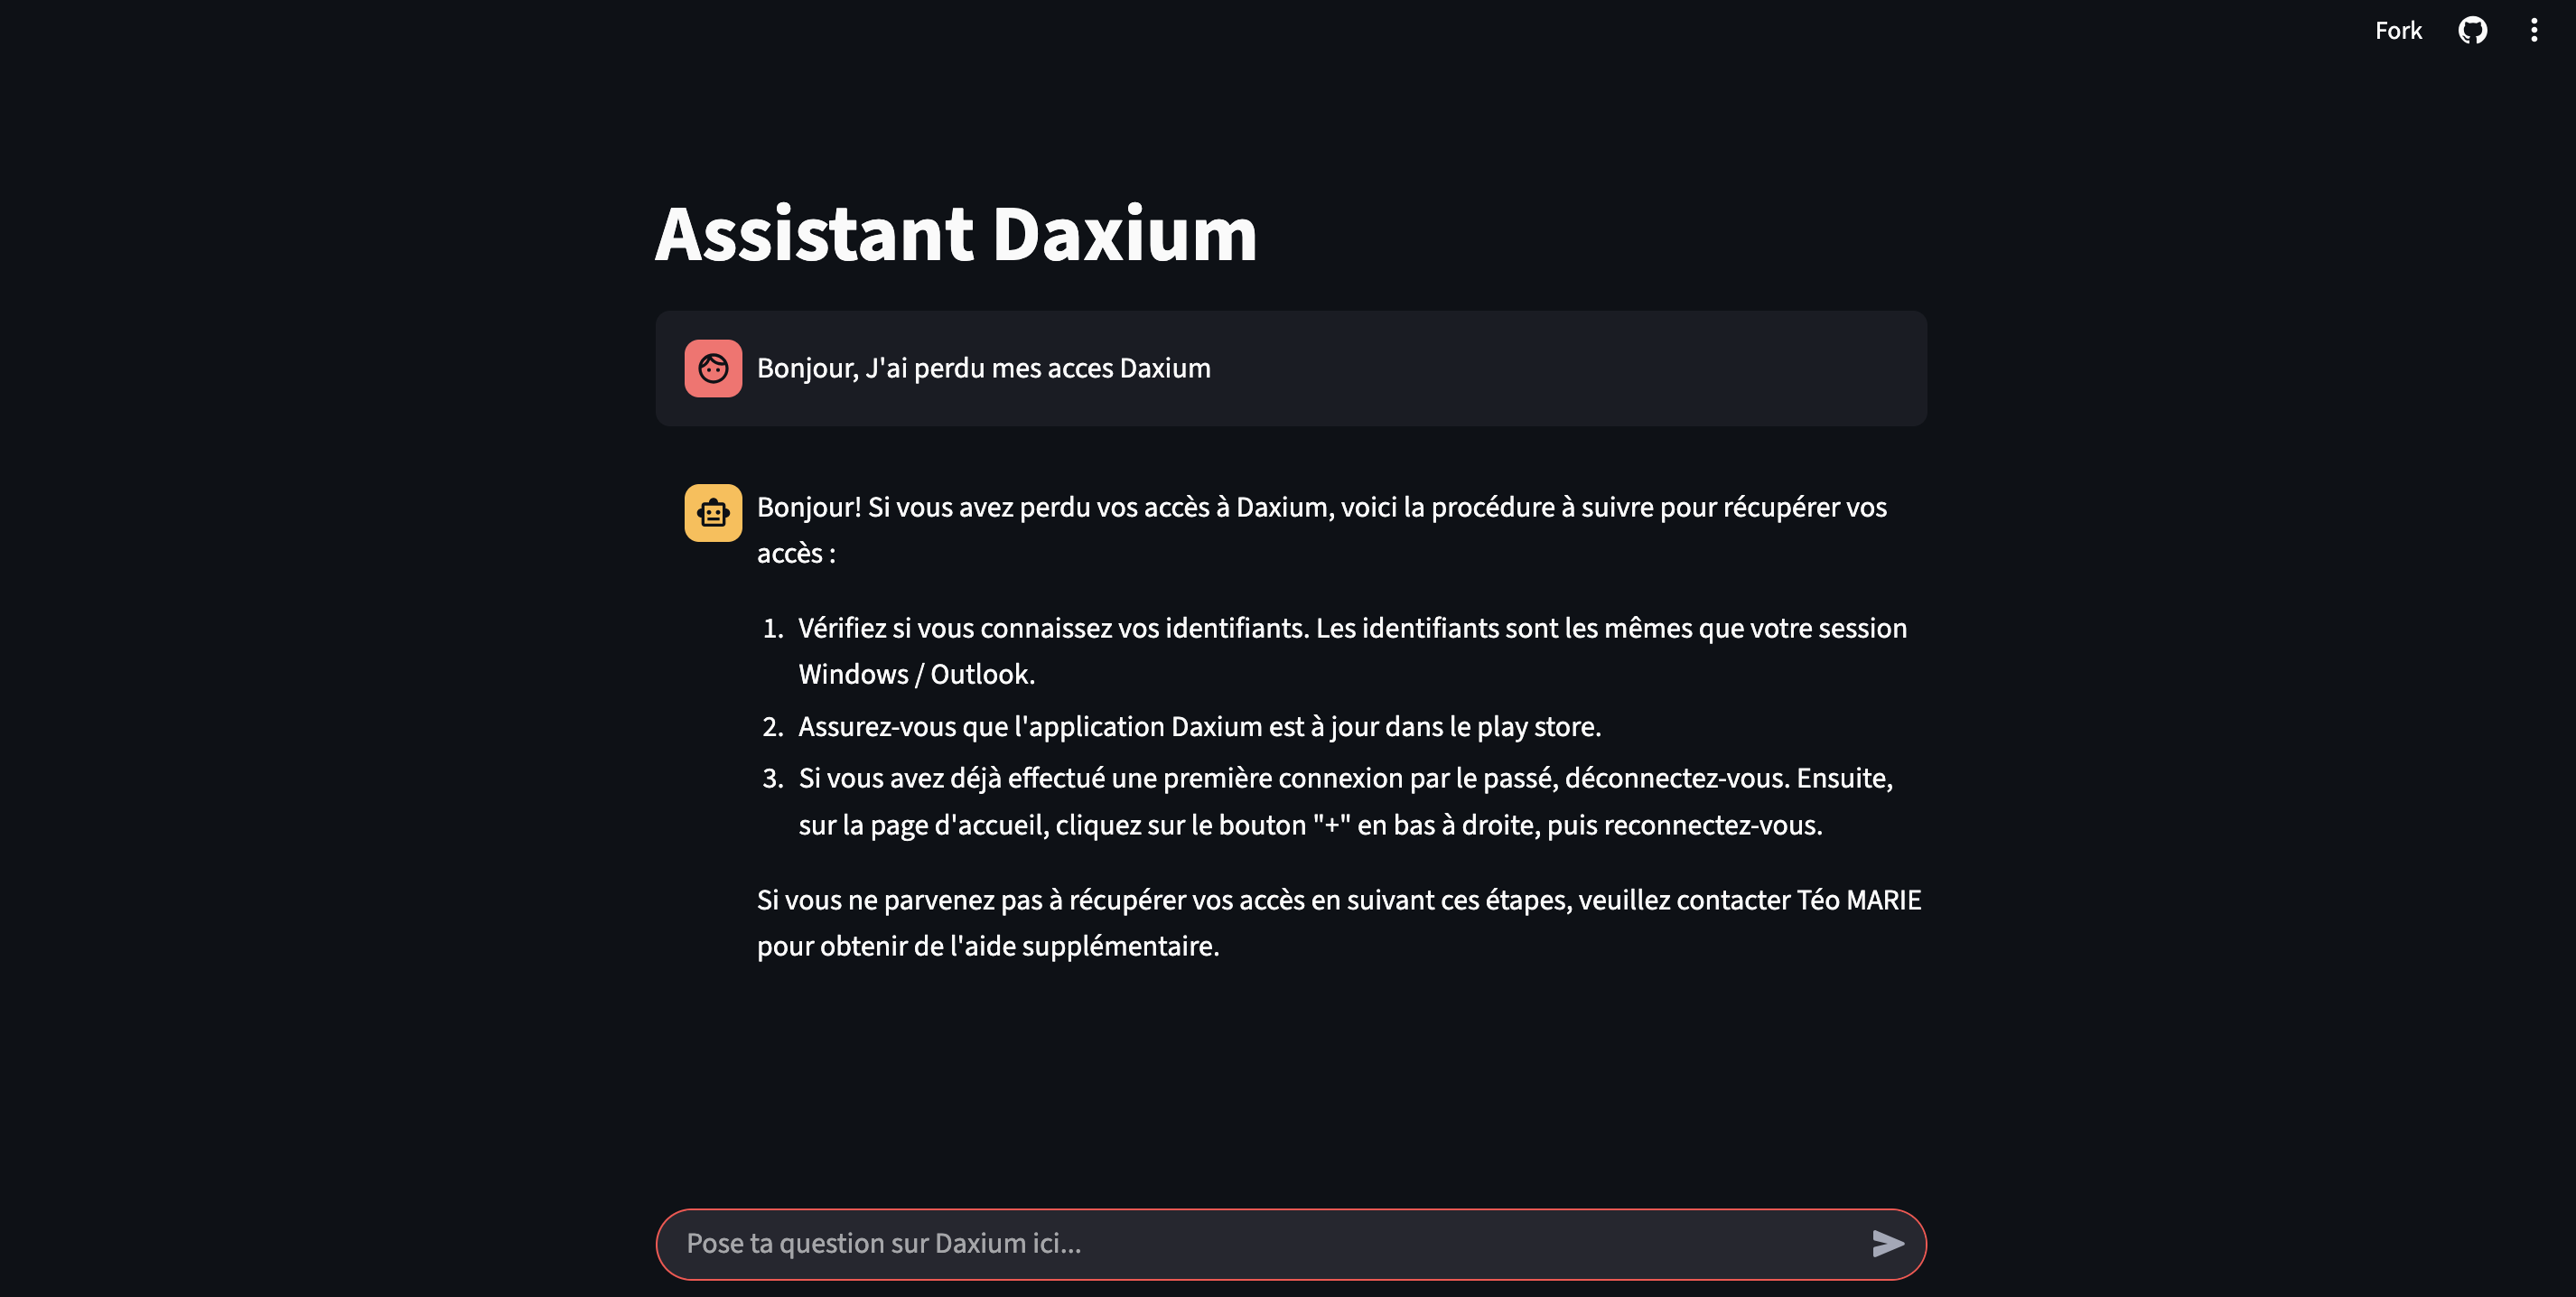 Fork
Assistant Daxium
Bonjour, J'ai perdu mes acces Daxium
Bonjour! Si vous avez perdu vos accès à Daxium, voici la procédure à suivre pour récupérer vos
accès :
1. Vérifiez si vous connaissez vos identifiants. Les identifiants sont les mêmes que votre session
Windows / Outlook.
2. Assurez-vous que l'application Daxium est à jour dans le play store.
3. Si vous avez déjà effectué une première connexion par le passé, déconnectez-vous. Ensuite,
sur la page d'accueil, cliquez sur le bouton "+" en bas à droite, puis reconnectez-vous.
Si vous ne parvenez pas à récupérer vos accès en suivant ces étapes, veuillez contacter Téo MARIE
pour obtenir de l'aide supplémentaire.
Pose ta question sur Daxium ici...